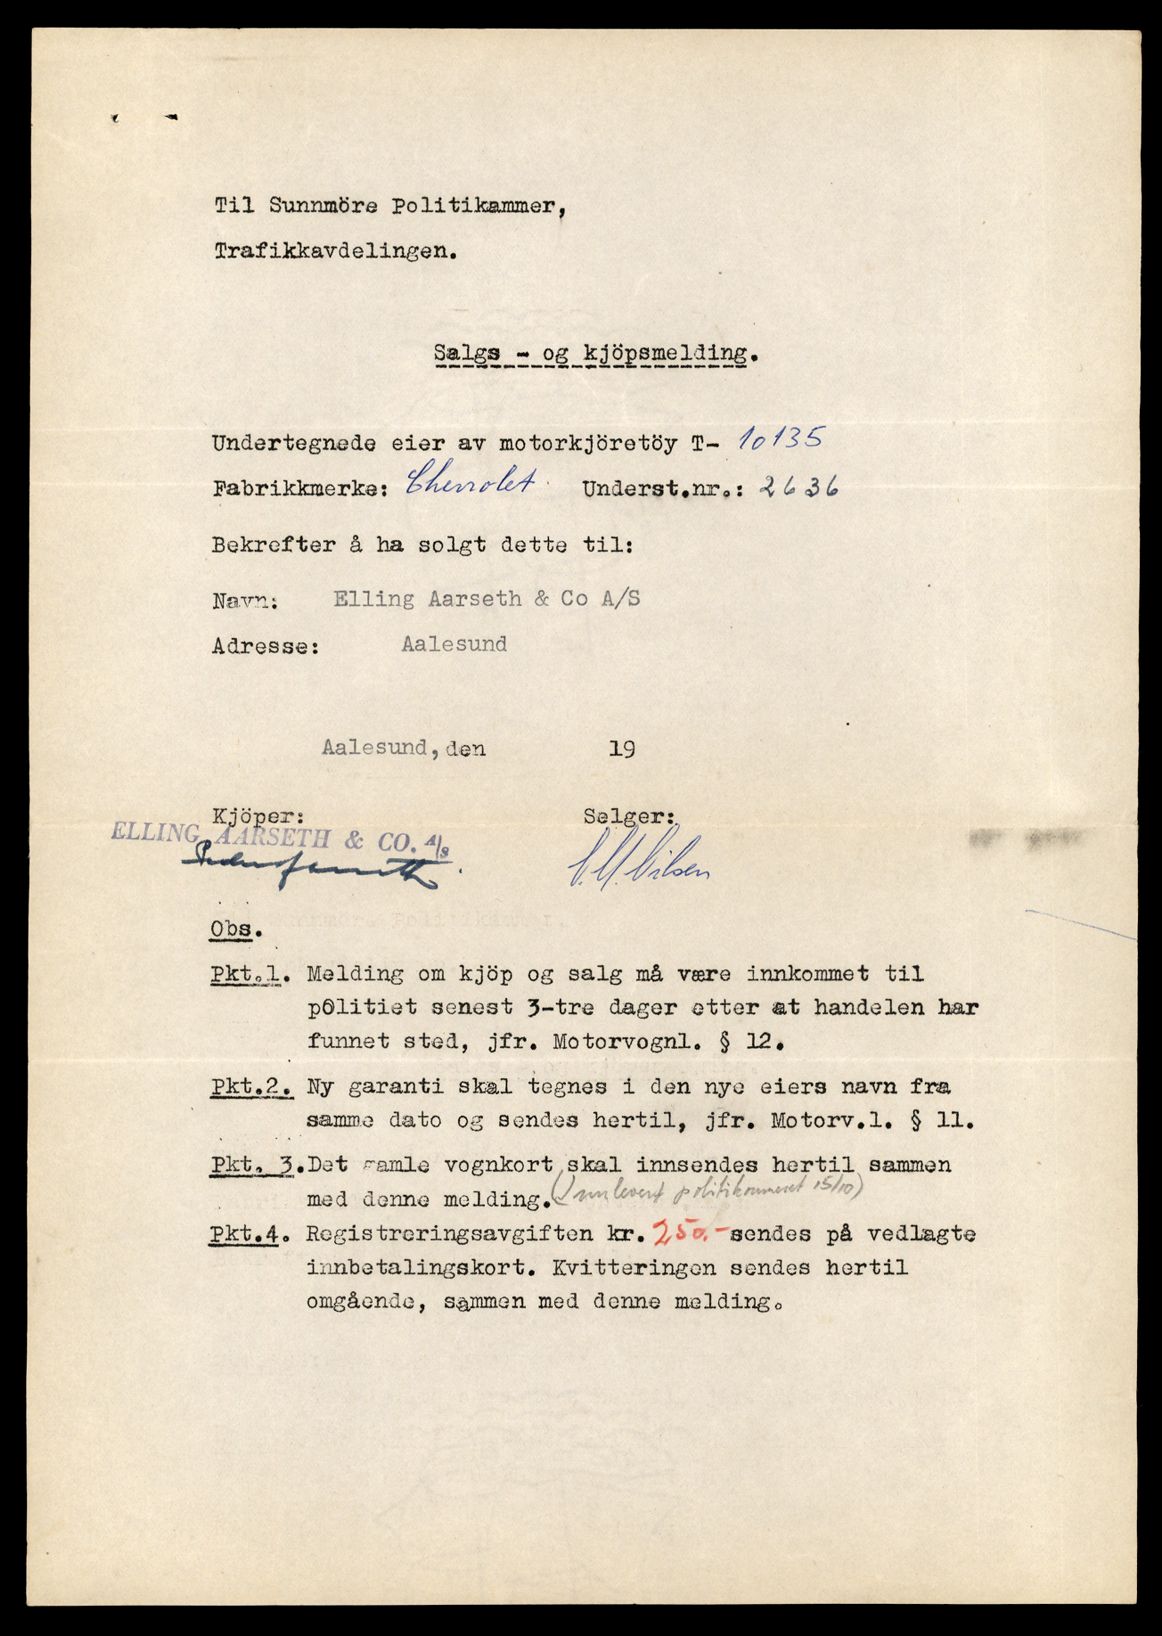 Til Sunnmöre Politikammer,
Trafikkavdelingen.
Salgs - og kjöpsmelding.
Undertegnede eier av motorkjöretöy T- 10135
Fabrikkmerke: Chevrolet Underst.nr.: 2636
Bekrefter å ha solgt dette til:
Navn: Elling Aarseth & Co A/S
Adresse: Aalesund
Aalesund, den 19
Kjöper: Selger:
ELLING AARSETH & CO. A/S
Nilsen
Obs.
Pkt.1. Melding om kjöp og salg må være innkommet til
politiet senest 3-tre dager etter at handelen har
funnet sted, jfr. Motorvognl. § 12.
Pkt.2. Ny garanti skal tegnes i den nye eiers navn fra
samme dato og sendes hertil, jfr. Motorv.l. § 11.
Pkt. 3. Det gamle vognkort skal innsendes hertil sammen
med denne melding. (Innlevert politikammeret 15/10)
Pkt.4. Registreringsavgiften kr. 250.- sendes på vedlagte
innbetalingskort. Kvitteringen sendes hertil
omgående, sammen med denne melding.